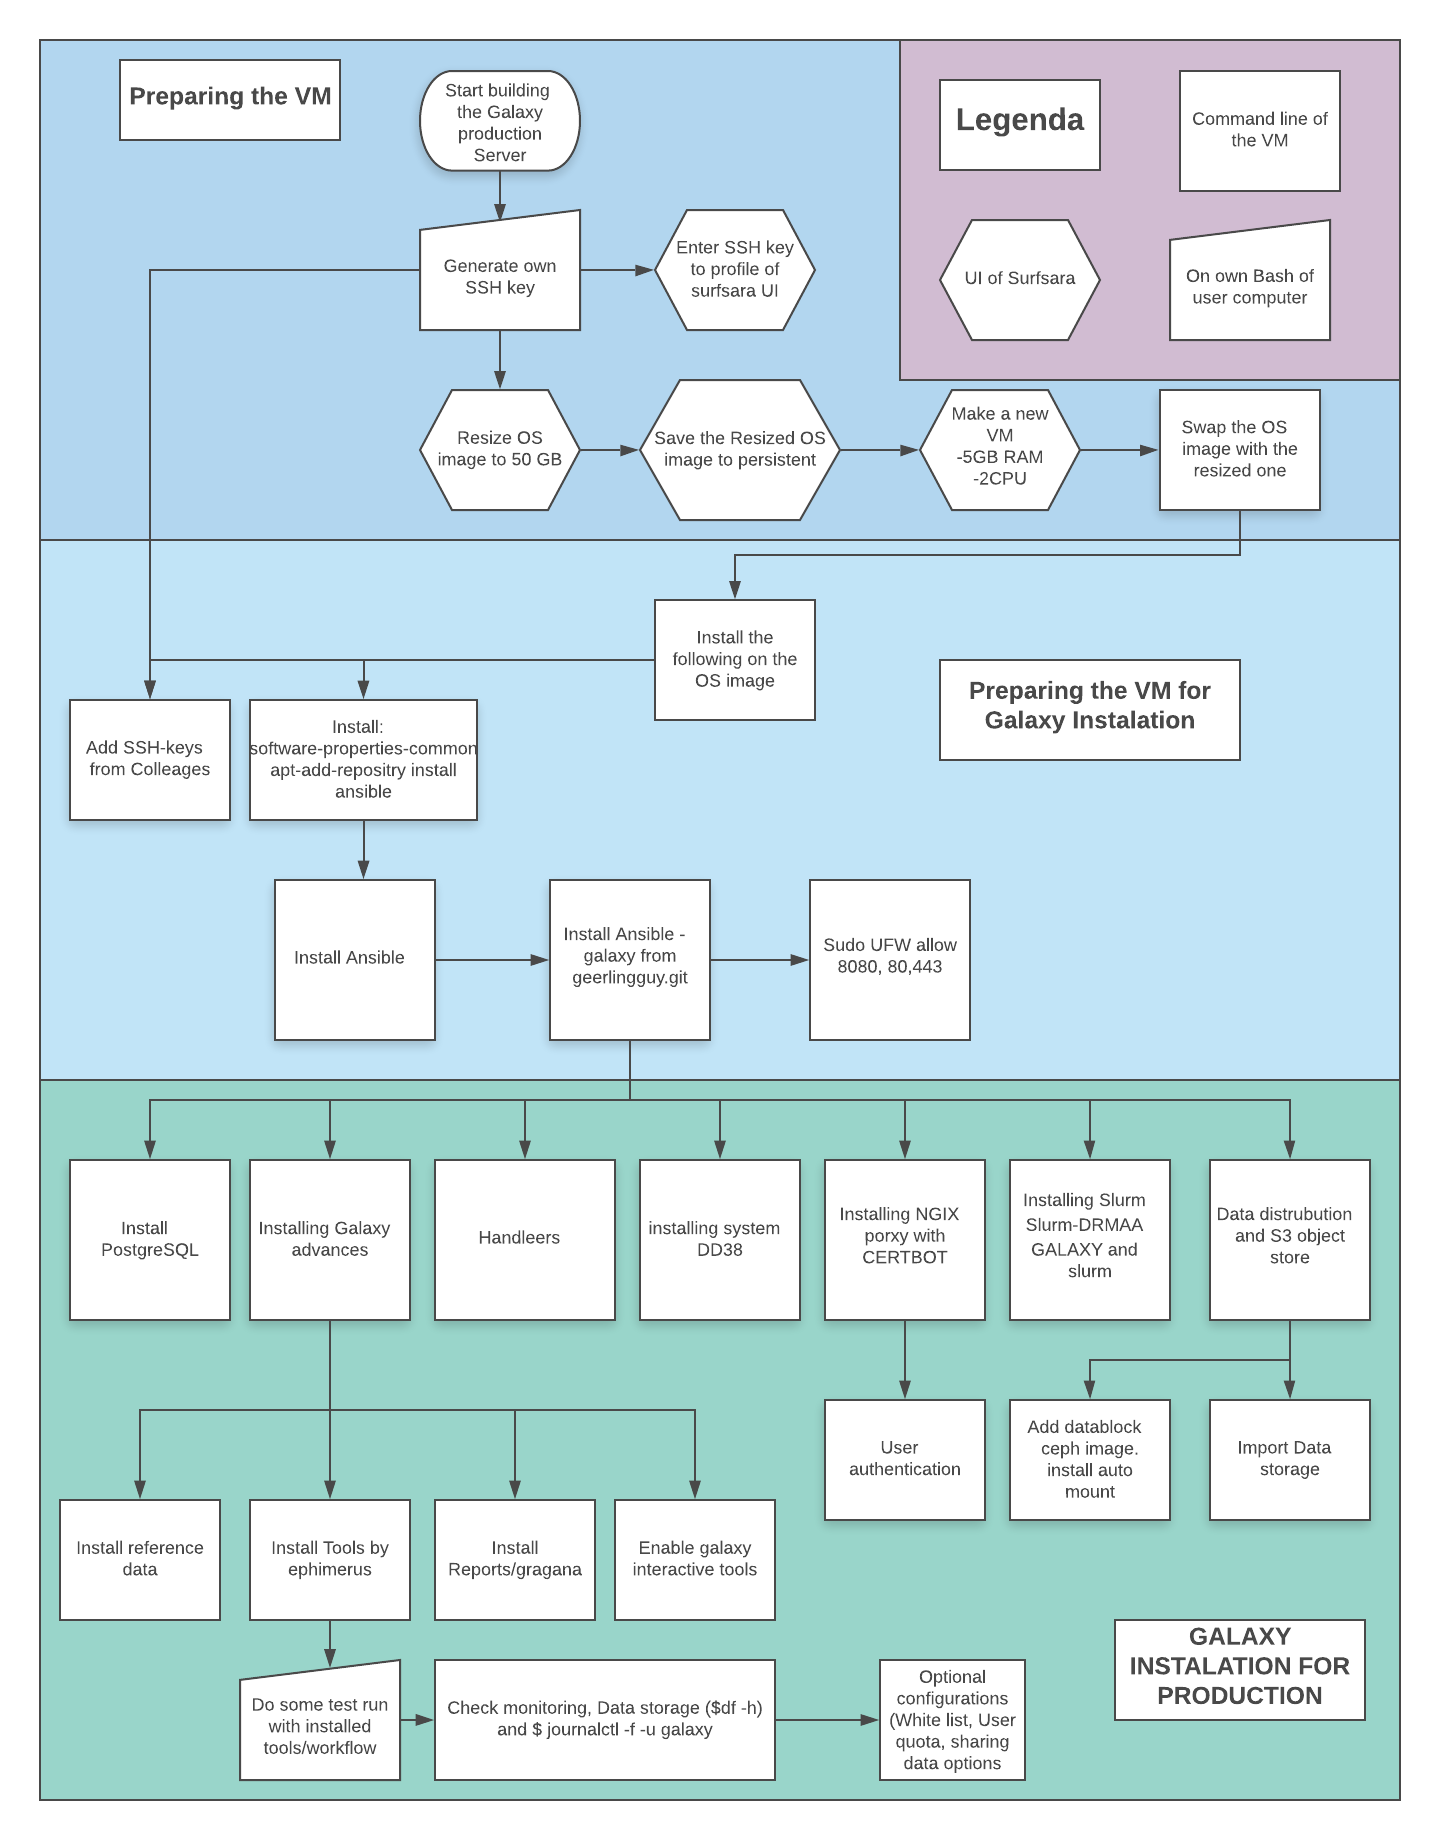 Preparing the VM
Start building
the Galaxy
production
Server
Legenda
Command line of
the VM
UI of Surfsara
On own Bash of
user computer
Generate own
SSH key
Enter SSH key
to profile of
surfsara UI
Resize OS
image to 50 GB
Save the Resized OS
image to persistent
Make a new
VM
-5GB RAM
-2CPU
Swap the OS
image with the
resized one
Install the
following on the
OS image
Preparing the VM for
Galaxy Instalation
Add SSH-keys
from Colleages
Install:
software-properties-common
apt-add-repositry install
ansible
Install Ansible
Install Ansible -
galaxy from
geerlingguy.git
Sudo UFW allow
8080, 80,443
Install
PostgreSQL
Installing Galaxy
advances
Handleers
installing system
DD38
Installing NGIX
porxy with
CERTBOT
Installing Slurm
Slurm-DRMAA
GALAXY and
slurm
Data distrubution
and S3 object
store
User
authentication
Add datablock
ceph image.
install auto
mount
Import Data
storage
Install reference
data
Install Tools by
ephimerus
Install
Reports/gragana
Enable galaxy
interactive tools
GALAXY
INSTALATION FOR
PRODUCTION
Do some test run
with installed
tools/workflow
Check monitoring, Data storage ($df -h)
and $ journalctl -f -u galaxy
Optional
configurations
(White list, User
quota, sharing
data options